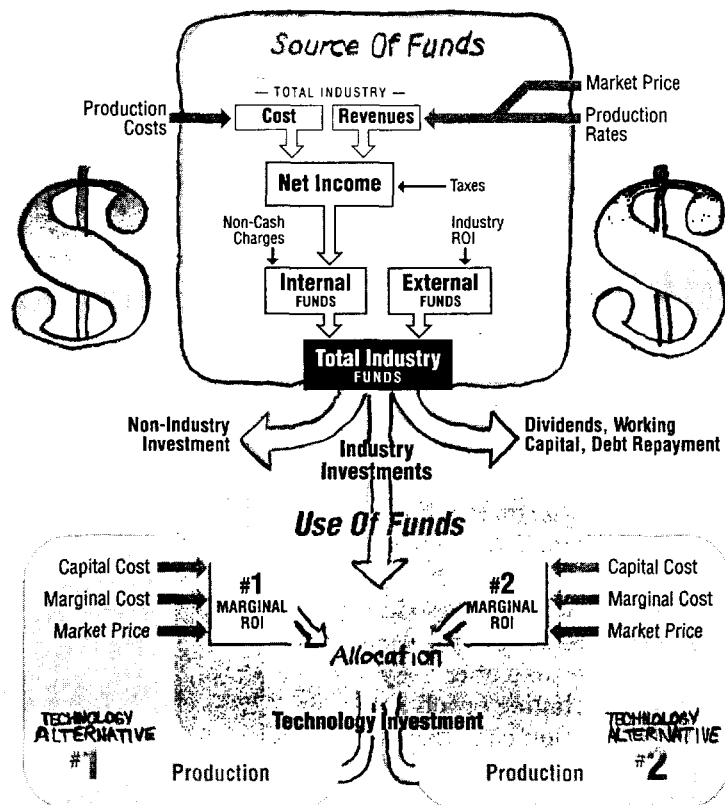 Source Of Funds
— TOTAL INDUSTRY —
Production
Costs
Cost
Revenues
Market Price
Production
Rates
Net Income
Taxes
Non-Cash
Charges
Industry
ROI
Internal
FUNDS
External
FUNDS
Total Industry
FUNDS
Non-Industry
Investment
Industry
Investments
Dividends, Working
Capital, Debt Repayment
Use Of Funds
Capital Cost
Marginal Cost
Market Price
#1
MARGINAL
ROI
#2
MARGINAL
ROI
Capital Cost
Marginal Cost
Market Price
Allocation
Technology Investment
TECHNOLOGY
ALTERNATIVE
#1
Production
Production
TECHNOLOGY
ALTERNATIVE
#2